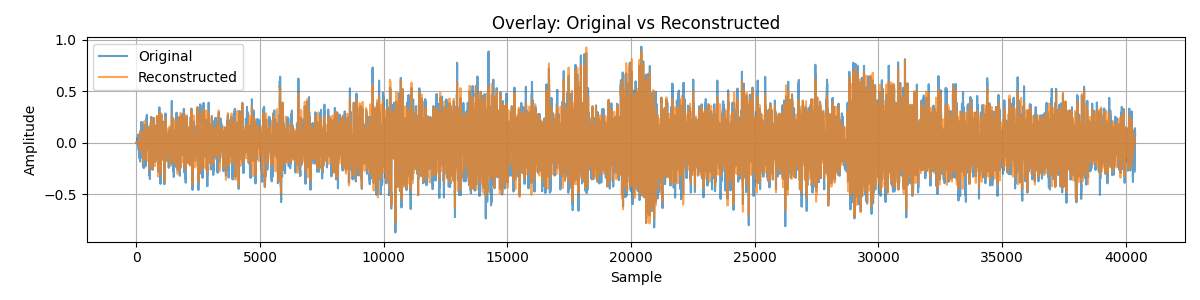 Overlay: Original vs Reconstructed
Original
Reconstructed
Amplitude
1.0
0.5
0.0
−0.5
0
5000
10000
15000
20000
25000
30000
35000
40000
Sample